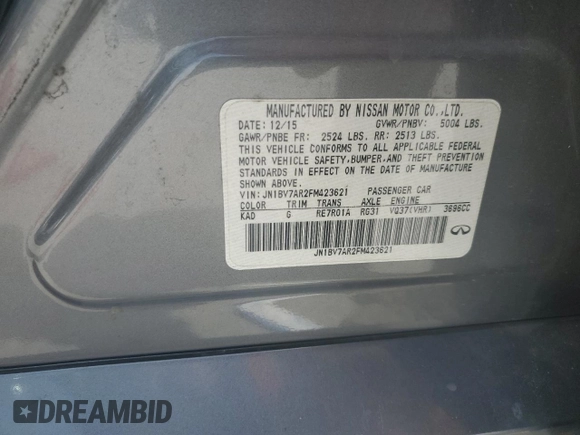 MANUFACTURED BY NISSAN MOTOR CO.,LTD.
DATE: 12/15 GVWR/PNBV: 5004 LBS.
GAWR/PNBE FR: 2524 LBS. RR: 2513 LBS.
THIS VEHICLE CONFORMS TO ALL APPLICABLE FEDERAL
MOTOR VEHICLE SAFETY,BUMPER,AND THEFT PREVENTION
STANDARDS IN EFFECT ON THE DATE OF MANUFACTURE
SHOWN ABOVE.
VIN: JN1BV7AR2FM423621 PASSENGER CAR
COLOR TRIM TRANS AXLE ENGINE
KAD G RE7R01A RG31 VQ37(VHR) 3696CC
JN1BV7AR2FM423621
INFINITI
DREAMBID